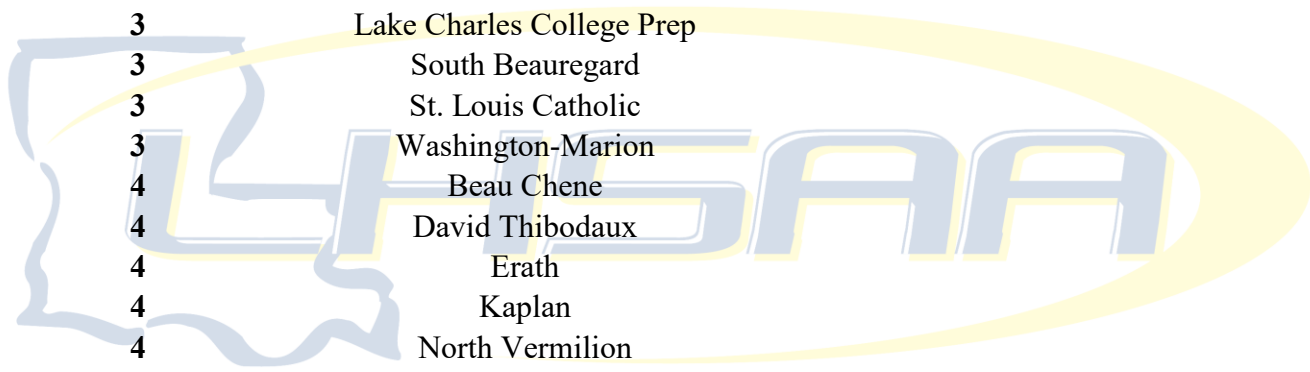 3 Lake Charles College Prep
3 South Beauregard
3 St. Louis Catholic
3 Washington-Marion
4 Beau Chene
4 David Thibodaux
4 Erath
4 Kaplan
4 North Vermilion
LHSAA